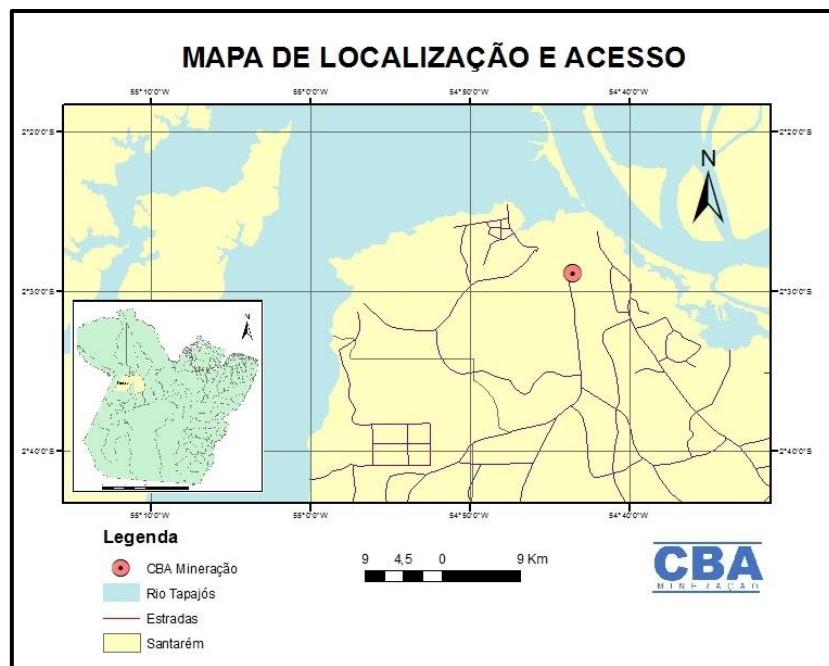 MAPA DE LOCALIZAÇÃO E ACESSO
55°10'0"W 55°0'0"W 54°50'0"W 54°40'0"W
2°20'0"S 2°20'0"S
N
2°30'0"S 2°30'0"S
N
2°40'0"S 2°40'0"S
55°10'0"W 55°0'0"W 54°50'0"W 54°40'0"W
Legenda
CBA Mineração
Rio Tapajós
Estradas
Santarém
9 4,5 0 9 Km
CBA
MINERAÇÃO